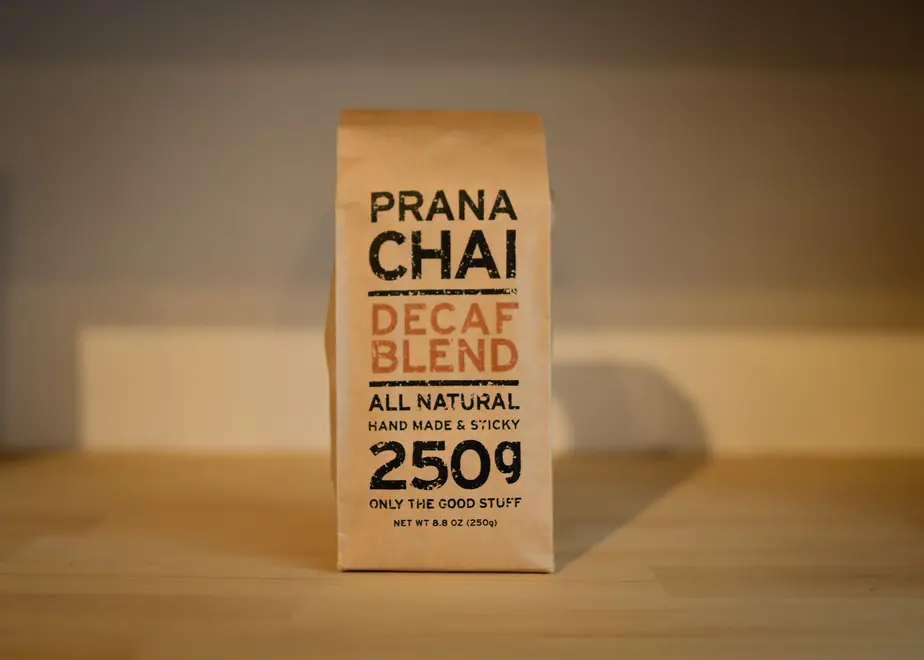 PRANA
CHAI
DECAF
BLEND
ALL NATURAL
HAND MADE & STICKY
250g
ONLY THE GOOD STUFF
NET WT 8.8 OZ (250g)